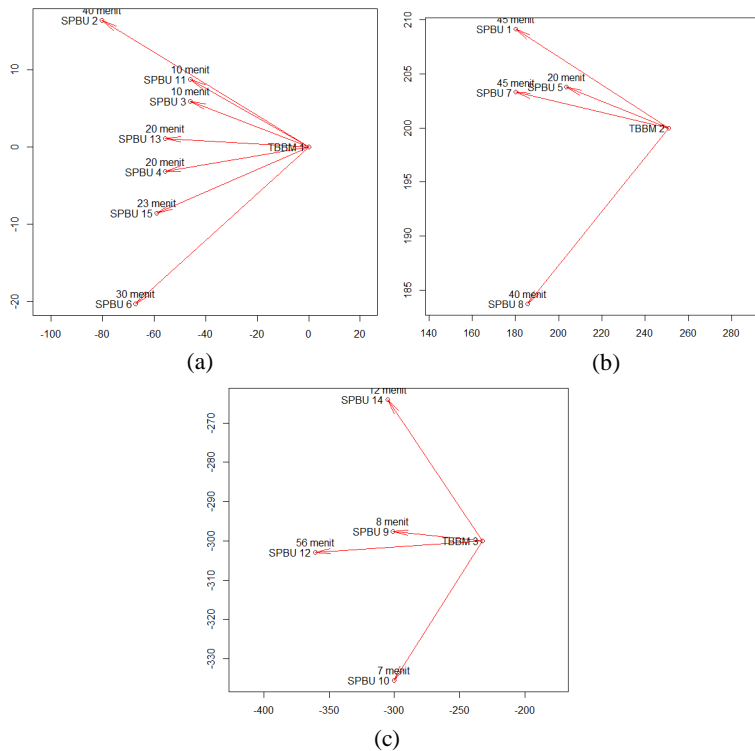 40 menit
SPBU 2
10 menit
SPBU 11
10 menit
SPBU 3
20 menit
SPBU 13
TBBM 1
20 menit
SPBU 4
23 menit
SPBU 15
30 menit
SPBU 6
10
0
-10
-20
-100 -80 -60 -40 -20 0 20
(a)
45 menit
SPBU 1
20 menit
SPBU 5
45 menit
SPBU 7
TBBM 2
40 menit
SPBU 8
210
205
200
195
190
185
140 160 180 200 220 240 260 280
(b)
12 menit
SPBU 14
8 menit
SPBU 9
56 menit
SPBU 12
TBBM 3
7 menit
SPBU 10
-270
-280
-290
-300
-310
-320
-330
-400 -350 -300 -250 -200
(c)